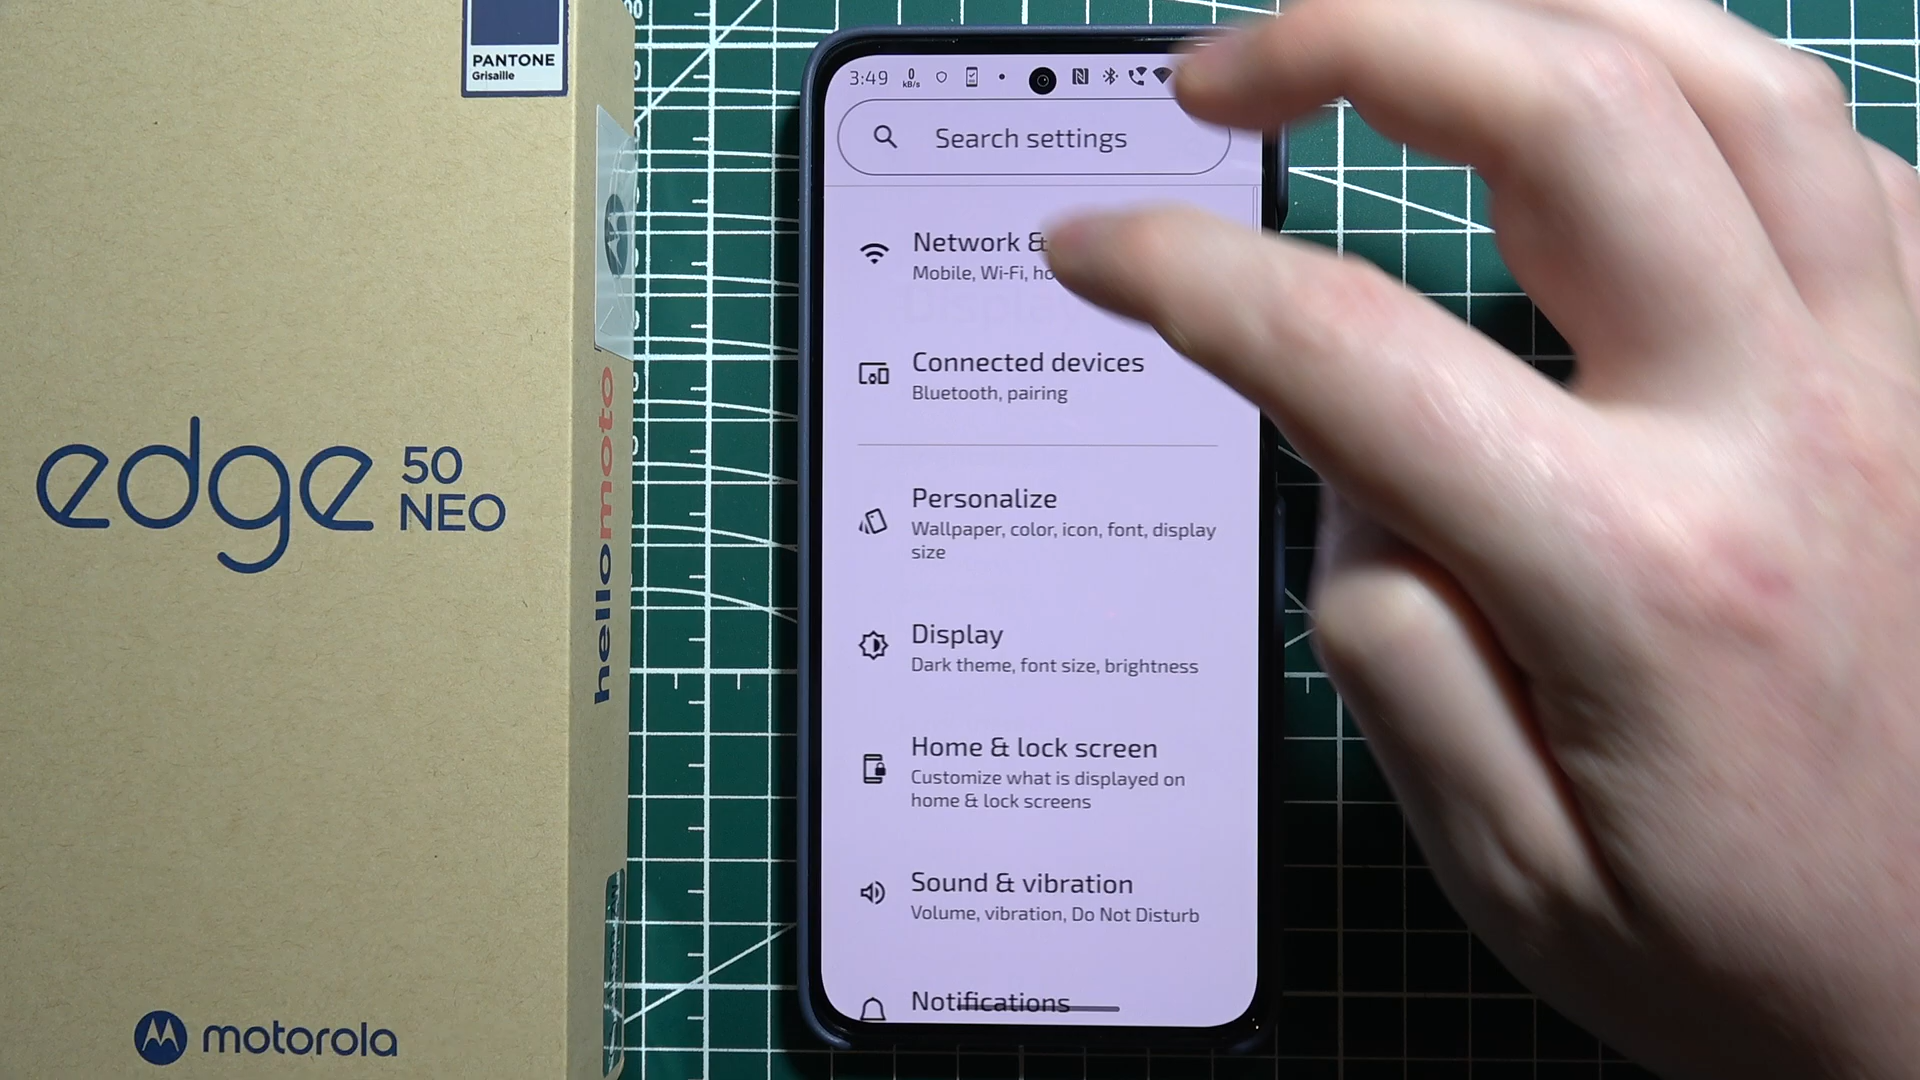 PANTONE
Grisaille
edge 50
NEO
hellomoto
motorola
3:49
0
kB/s
Search settings
Network &
Mobile, Wi-Fi, ho
Connected devices
Bluetooth, pairing
Personalize
Wallpaper, color, icon, font, display
size
Display
Dark theme, font size, brightness
Home & lock screen
Customize what is displayed on
home & lock screens
Sound & vibration
Volume, vibration, Do Not Disturb
Notifications